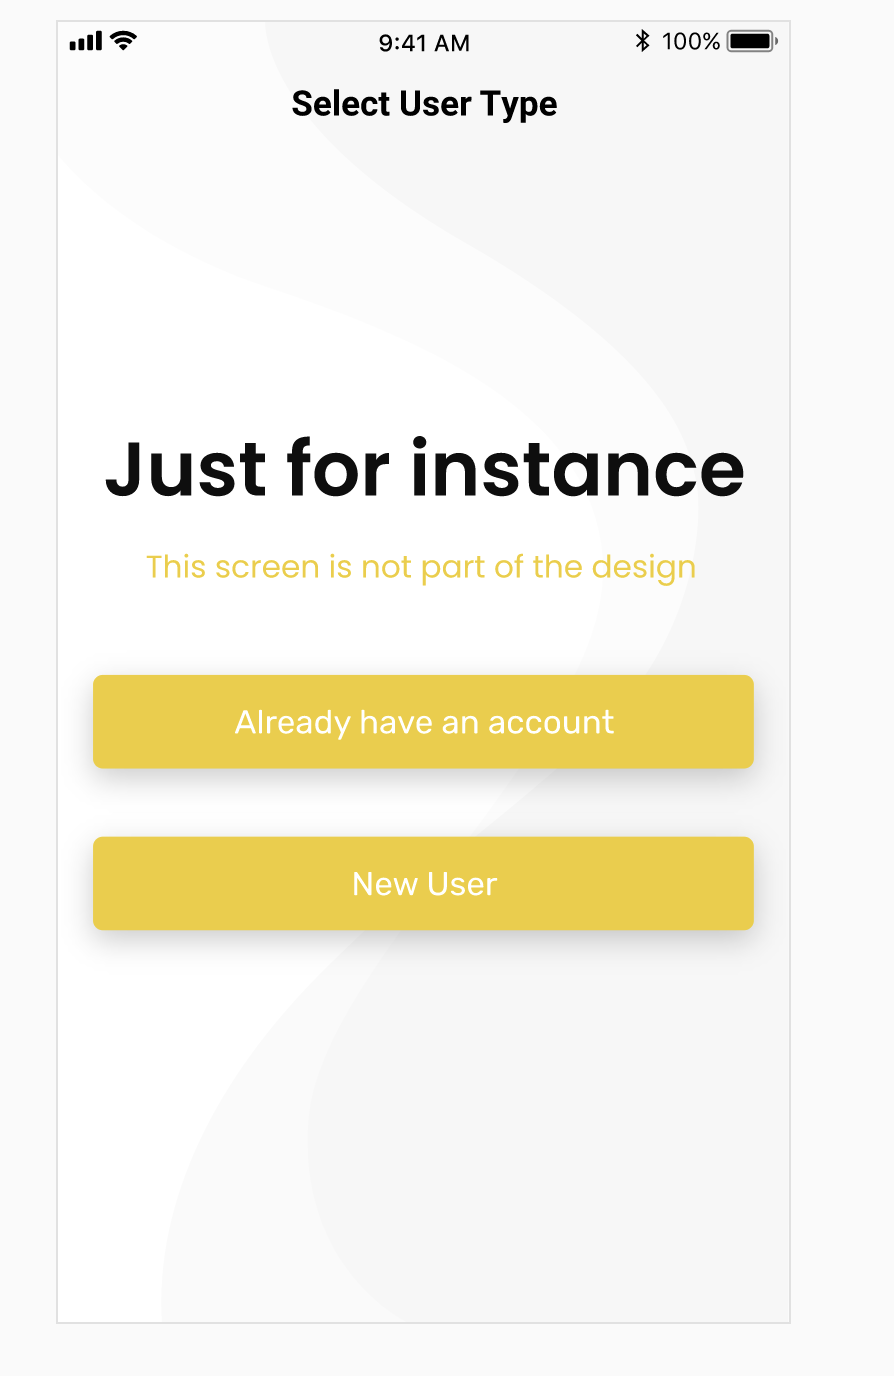 9:41 AM 100%
Select User Type
Just for instance
This screen is not part of the design
Already have an account
New User